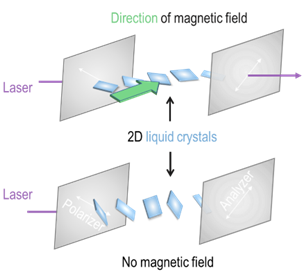 Direction of magnetic field
Laser
2D liquid crystals
Laser
Polarizer
Analyzer
No magnetic field